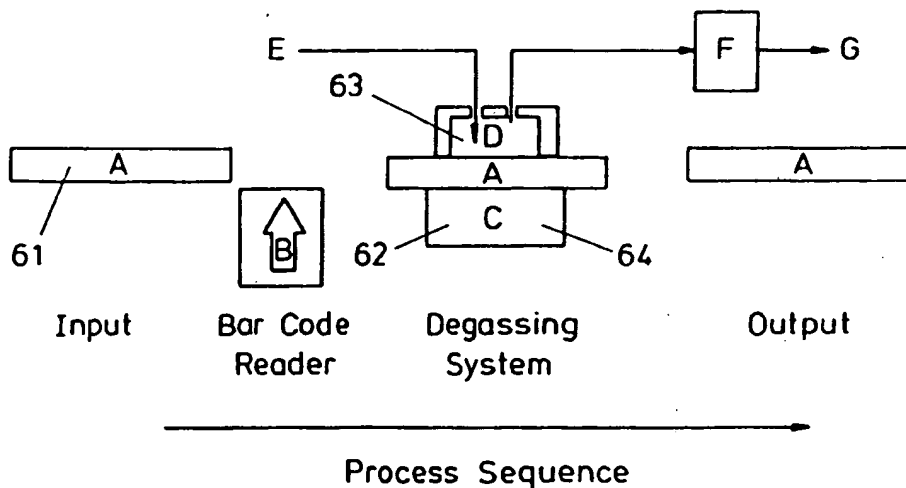 E
F
G
63
D
A
A
A
61
B
62
C
64
Input
Bar Code
Reader
Degassing
System
Output
Process Sequence